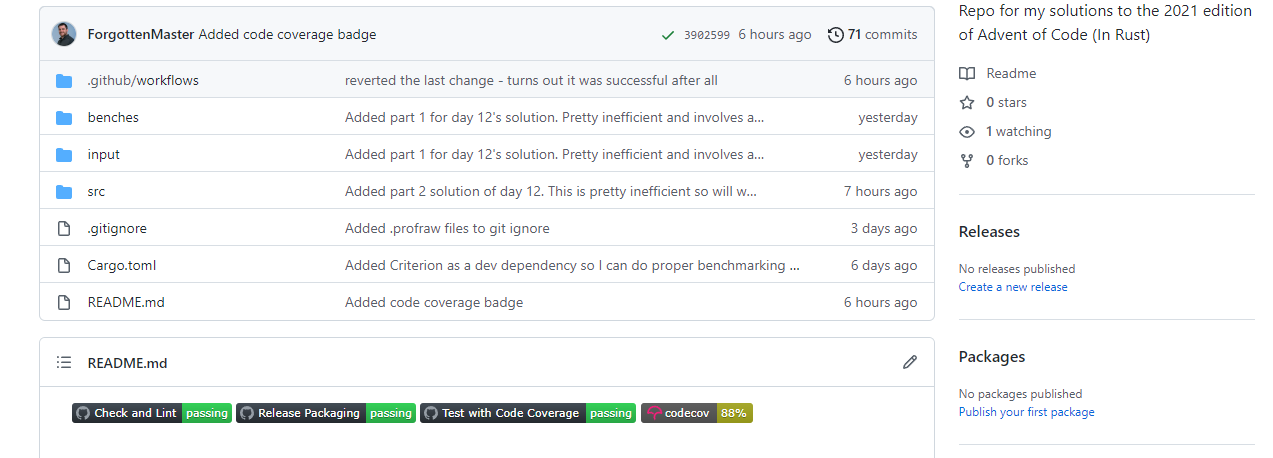 ForgottenMaster Added code coverage badge 3902599 6 hours ago 71 commits
.github/workflows reverted the last change - turns out it was successful after all 6 hours ago
benches Added part 1 for day 12's solution. Pretty inefficient and involves a... yesterday
input Added part 1 for day 12's solution. Pretty inefficient and involves a... yesterday
src Added part 2 solution of day 12. This is pretty inefficient so will w... 7 hours ago
.gitignore Added .profraw files to git ignore 3 days ago
Cargo.toml Added Criterion as a dev dependency so I can do proper benchmarking ... 6 days ago
README.md Added code coverage badge 6 hours ago
README.md
Check and Lint passing Release Packaging passing Test with Code Coverage passing codecov 88%
Repo for my solutions to the 2021 edition
of Advent of Code (In Rust)
Readme
0 stars
1 watching
0 forks
Releases
No releases published
Create a new release
Packages
No packages published
Publish your first package